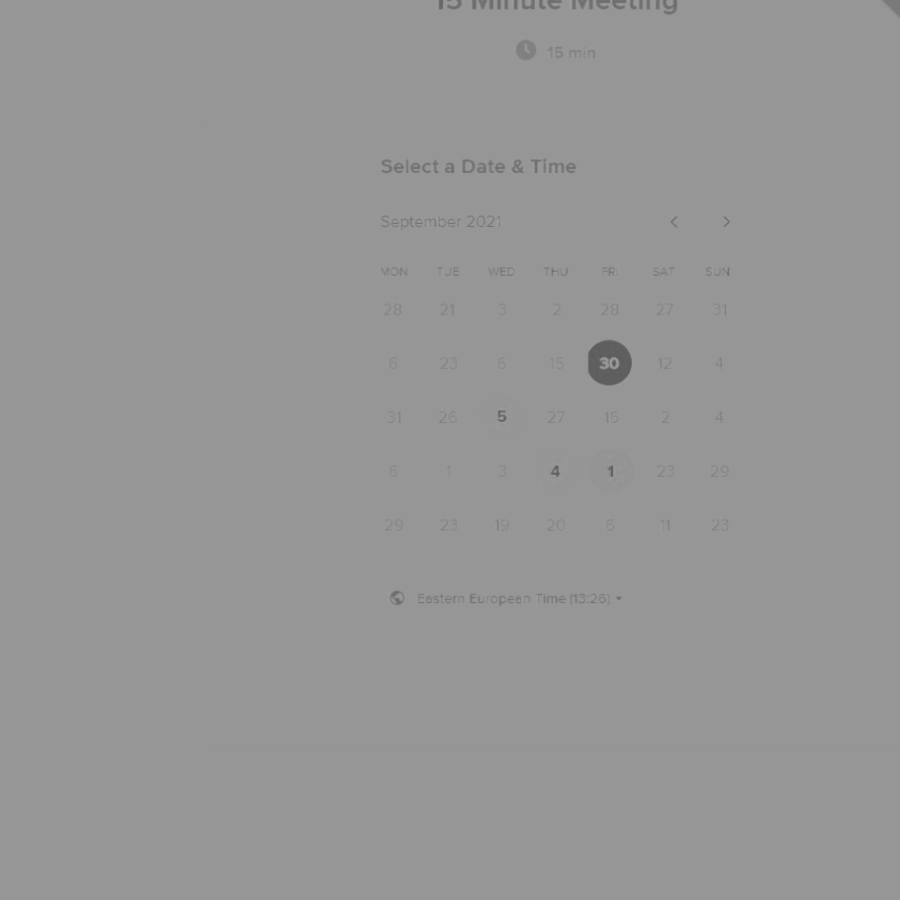 15 Minute Meeting
15 min
Select a Date & Time
September 2021
MON TUE WED THU FRI SAT SUN
28 21 3 2 28 27 31
6 23 6 15 30 12 4
31 26 5 27 15 2 4
6 1 3 4 1 23 29
29 23 19 20 8 11 23
Eastern European Time (13:26)